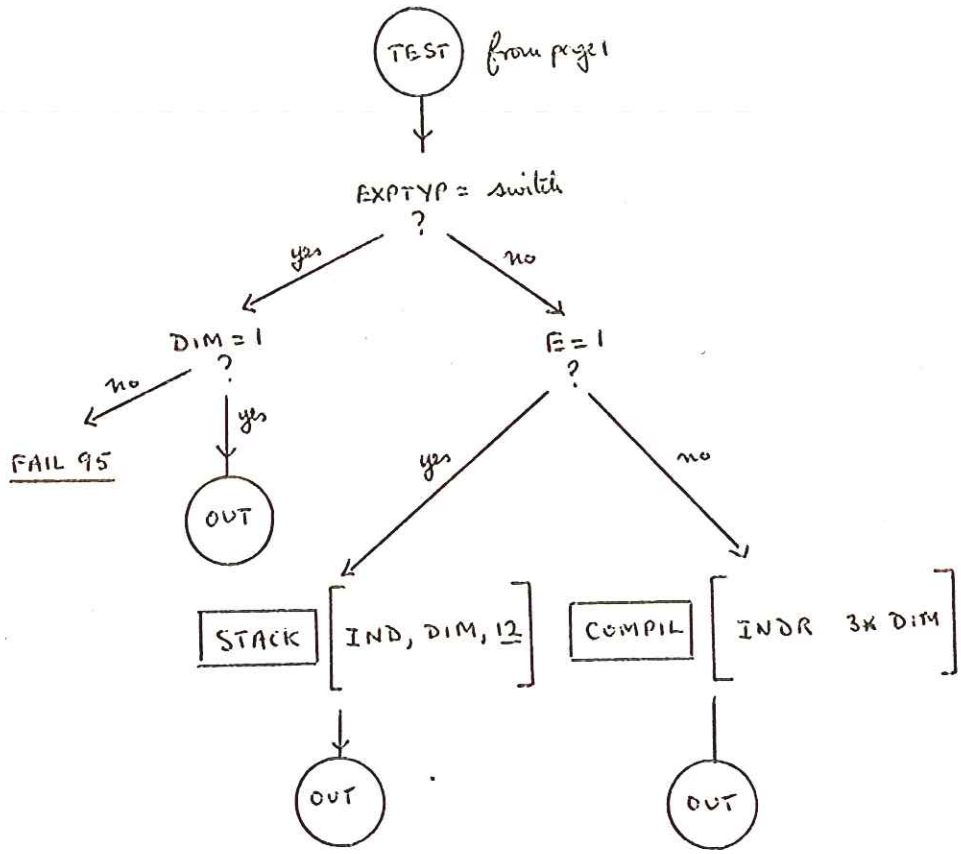 TEST from page 1
EXPTYP = switch
?
yes no
DIM = 1 E = 1
? ?
no yes
yes no
FAIL 95
OUT
STACK [IND, DIM, 12] COMPIL [INDR 3* DIM]
OUT OUT